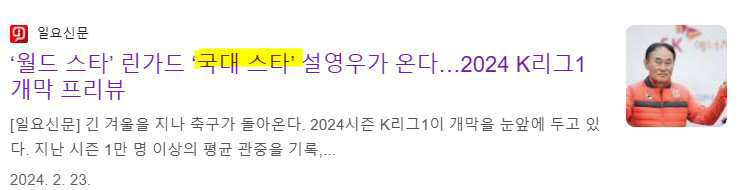 일요신문
‘월드 스타’ 린가드 ‘국대 스타’ 설영우가 온다…2024 K리그1
개막 프리뷰
[일요신문] 긴 겨울을 지나 축구가 돌아온다. 2024시즌 K리그1이 개막을 눈앞에 두고 있
다. 지난 시즌 1만 명 이상의 평균 관중을 기록,...
2024. 2. 23.